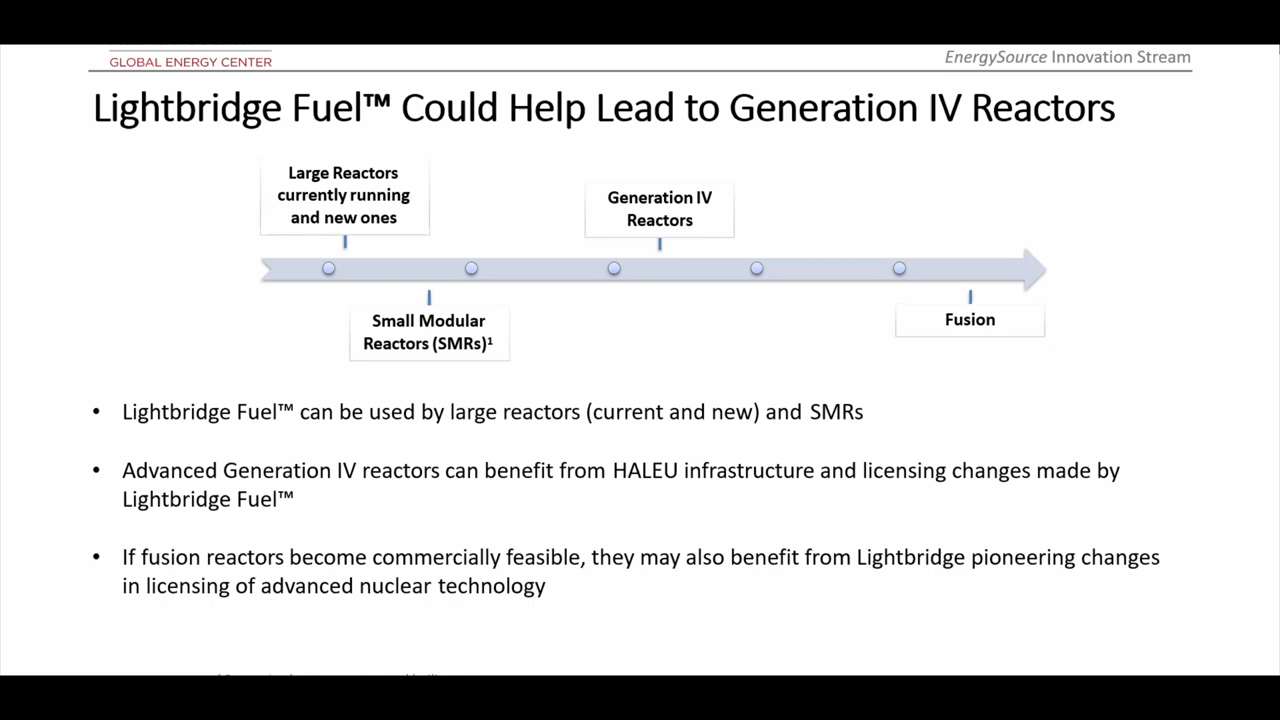 GLOBAL ENERGY CENTER
EnergySource Innovation Stream
Lightbridge Fuel™ Could Help Lead to Generation IV Reactors
Large Reactors
currently running
and new ones
Generation IV
Reactors
Small Modular
Reactors (SMRs)¹
Fusion
• Lightbridge Fuel™ can be used by large reactors (current and new) and SMRs
• Advanced Generation IV reactors can benefit from HALEU infrastructure and licensing changes made by
Lightbridge Fuel™
• If fusion reactors become commercially feasible, they may also benefit from Lightbridge pioneering changes
in licensing of advanced nuclear technology